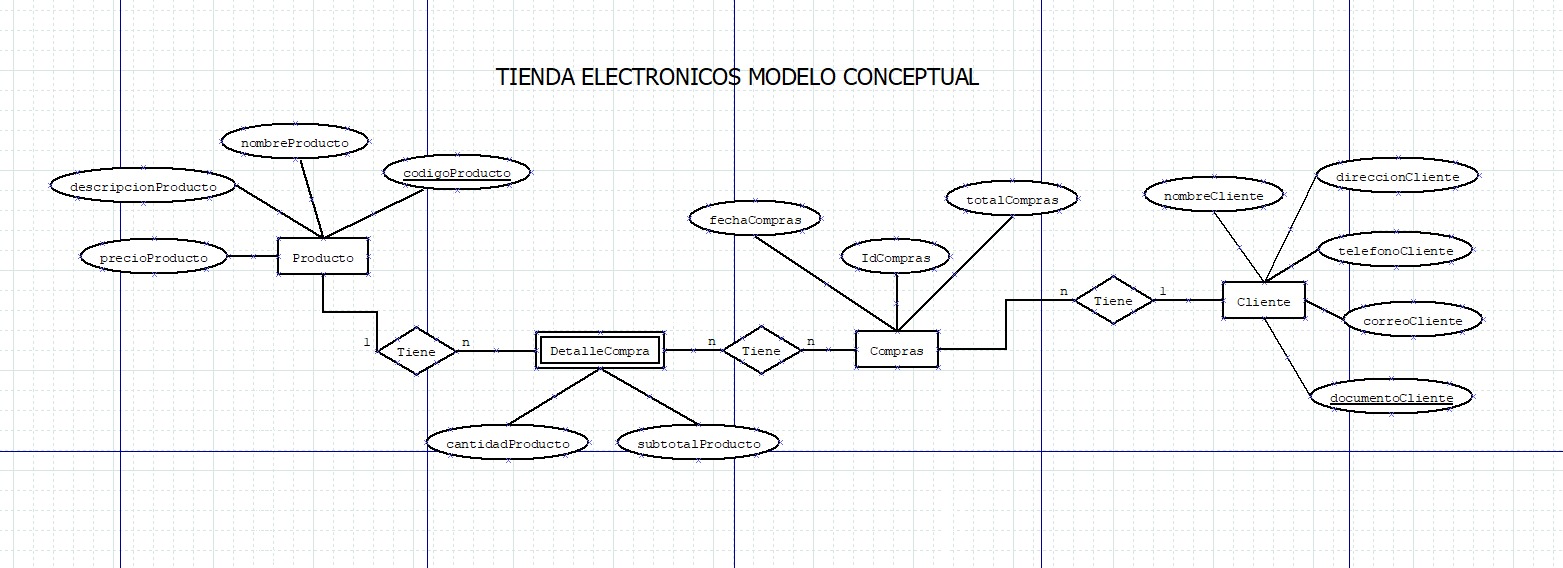 TIENDA ELECTRONICOS MODELO CONCEPTUAL
nombreProducto
codigoProducto
descripcionProducto
precioProducto
Producto
fechaCompras
IdCompras
totalCompras
nombreCliente
direccionCliente
telefonoCliente
correoCliente
documentoCliente
Cliente
n
Tiene
1
1
Tiene
n
DetalleCompra
n
Tiene
n
Compras
cantidadProducto
subtotalProducto